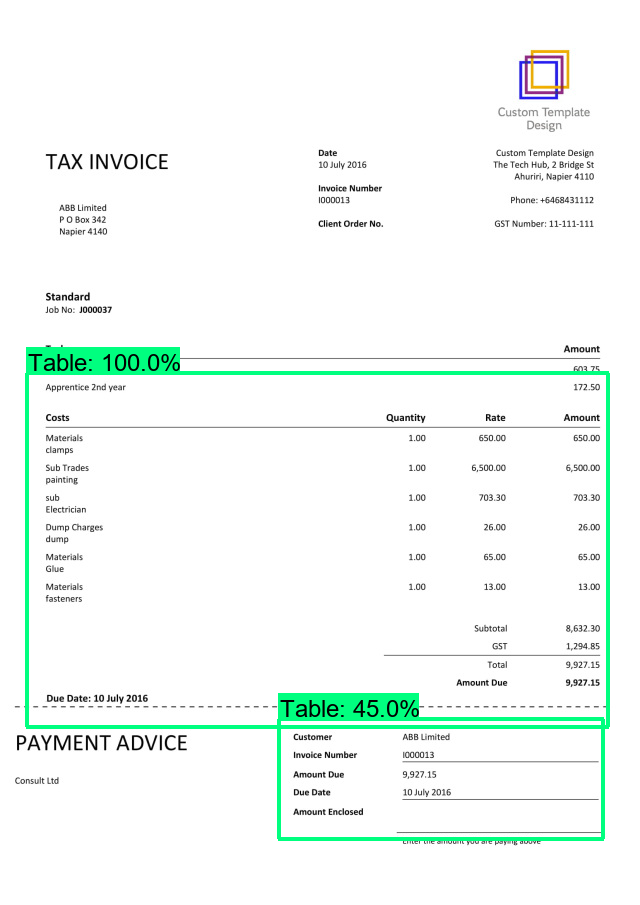 Custom Template
Design
TAX INVOICE
Date
10 July 2016
Invoice Number
I000013
Client Order No.
Custom Template Design
The Tech Hub, 2 Bridge St
Ahuriri, Napier 4110
Phone: +6468431112
GST Number: 11-111-111
ABB Limited
P O Box 342
Napier 4140
Standard
Job No: J000037
Amount
Table: 100.0%
603.75
Apprentice 2nd year 172.50
Costs Quantity Rate Amount
Materials 1.00 650.00 650.00
clamps
Sub Trades 1.00 6,500.00 6,500.00
painting
sub 1.00 703.30 703.30
Electrician
Dump Charges 1.00 26.00 26.00
dump
Materials 1.00 65.00 65.00
Glue
Materials 1.00 13.00 13.00
fasteners
Subtotal 8,632.30
GST 1,294.85
Total 9,927.15
Amount Due 9,927.15
Due Date: 10 July 2016
Table: 45.0%
PAYMENT ADVICE
Consult Ltd
Customer ABB Limited
Invoice Number I000013
Amount Due 9,927.15
Due Date 10 July 2016
Amount Enclosed
Enter the amount you are paying above